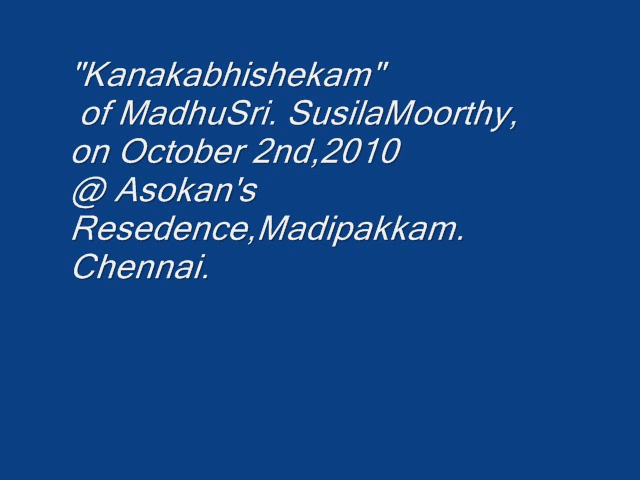 "Kanakabhishekam"
of MadhuSri. SusilaMoorthy,
on October 2nd,2010
@ Asokan's
Resedence,Madipakkam.
Chennai.